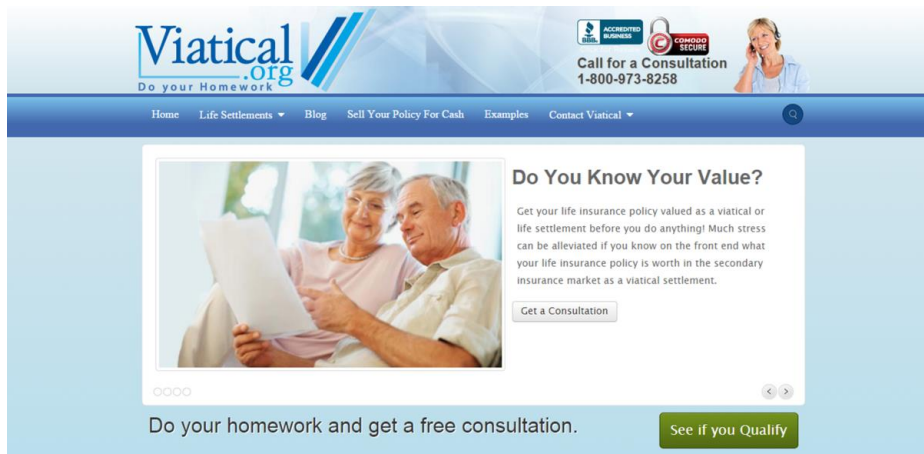 Viatical
.org
Do your Homework
BBB
ACCREDITED
BUSINESS
COMODO
SECURE
Call for a Consultation
1-800-973-8258
Home Life Settlements Blog Sell Your Policy For Cash Examples Contact Viatical
Do You Know Your Value?
Get your life insurance policy valued as a viatical or
life settlement before you do anything! Much stress
can be alleviated if you know on the front end what
your life insurance policy is worth in the secondary
insurance market as a viatical settlement.
Get a Consultation
Do your homework and get a free consultation.
See if you Qualify